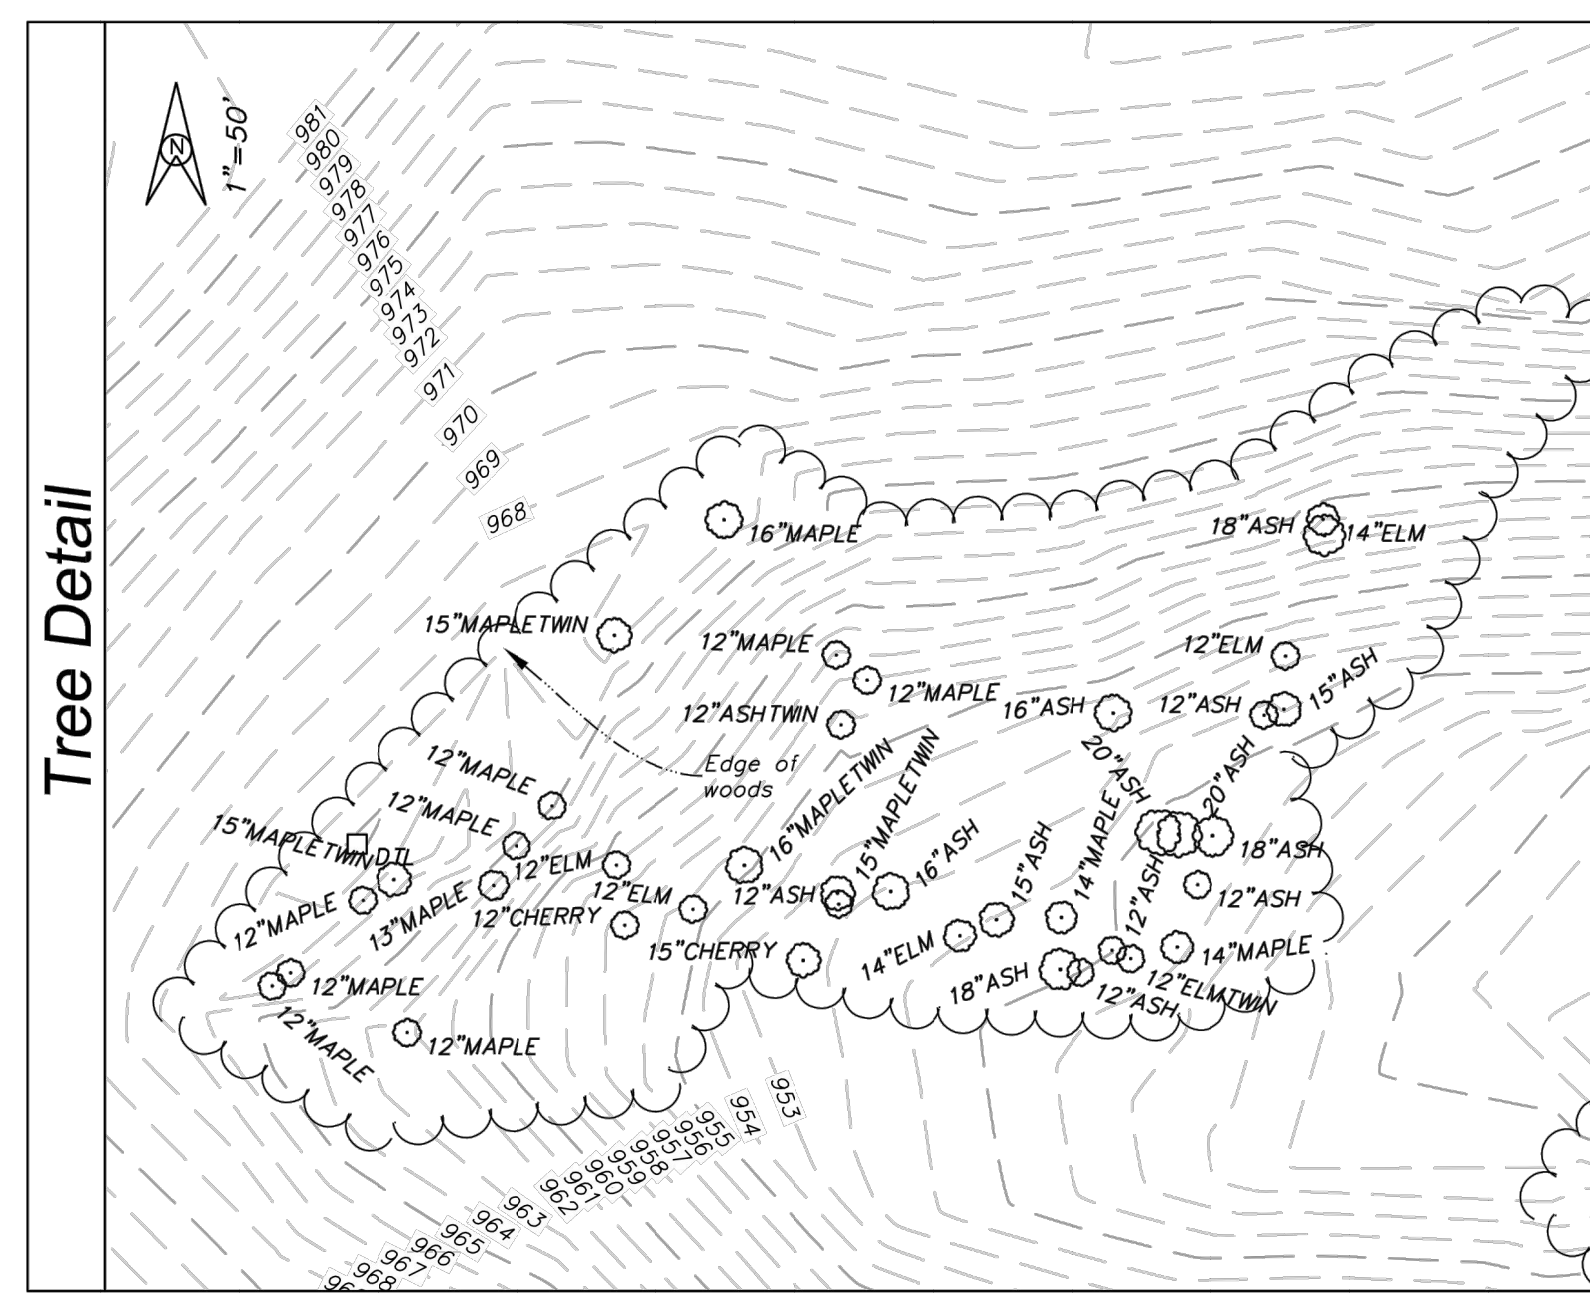 Tree Detail
N
1"=50'
981
980
979
978
977
976
975
974
973
972
971
970
969
968
16"MAPLE
18"ASH
14"ELM
15"MAPLETWIN
12"MAPLE
12"ELM
12"MAPLE
15"ASH
12"ASHTWIN
16"ASH
12"ASH
20"ASH
20"ASH
Edge of
woods
16"MAPLETWIN
15"MAPLETWIN
12"MAPLE
12"MAPLE
15"MAPLETWIN
DTL
12"ELM
12"ELM
12"ASH
16"ASH
15"ASH
14"MAPLE
18"ASH
12"ASH
12"ASH
12"MAPLE
13"MAPLE
12"CHERRY
15"CHERRY
14"ELM
18"ASH
14"MAPLE
12"ELMTWIN
12"ASH
12"MAPLE
12"MAPLE
12"MAPLE
953
954
955
956
957
958
959
960
961
962
963
964
965
966
967
968